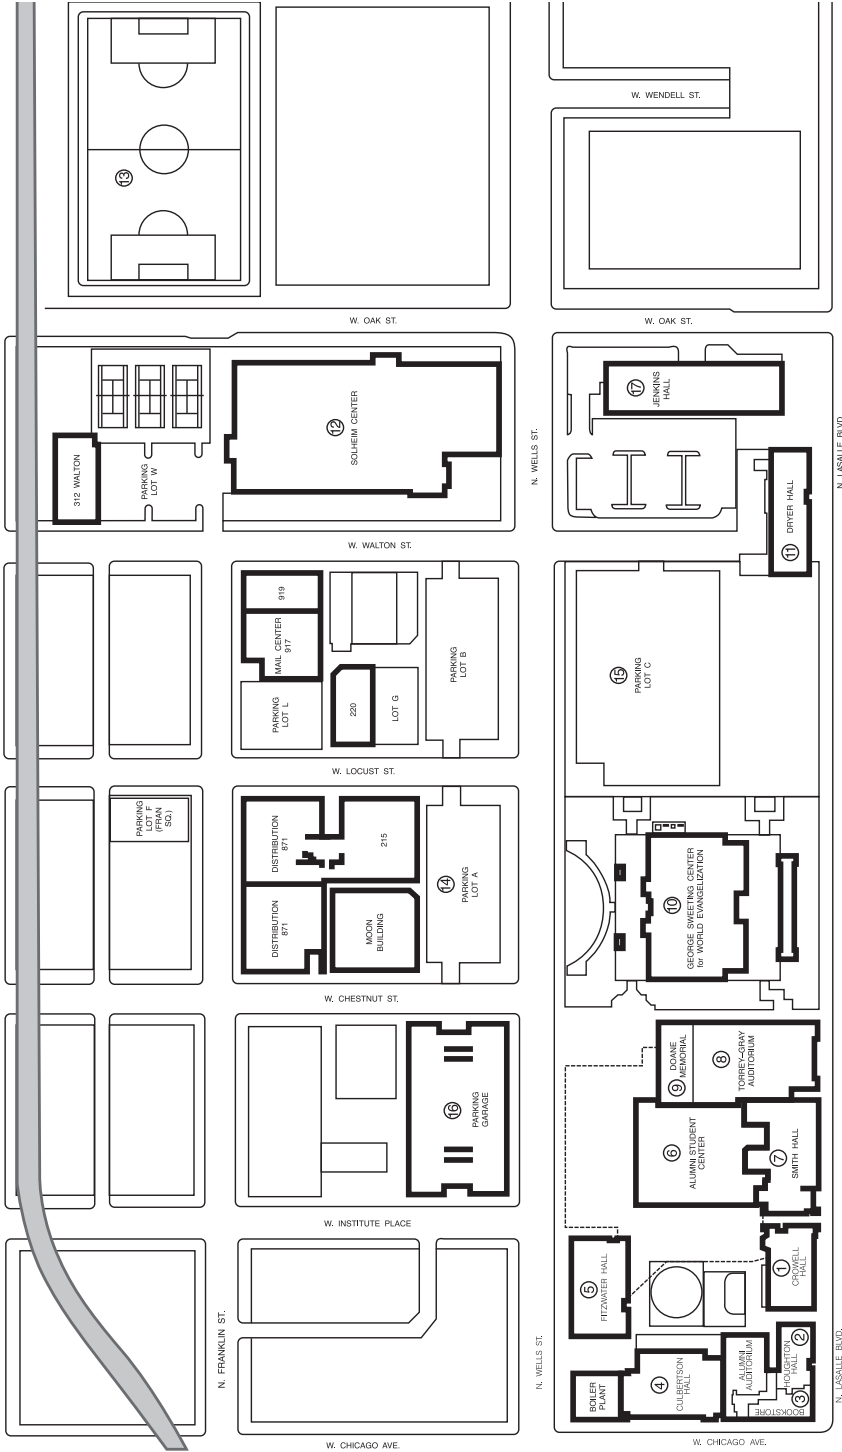 W. WENDELL ST.
13
W. OAK ST.
W. OAK ST.
17
JENKINS
HALL
12
SOLHEIM CENTER
N. WELLS ST.
N. LASALLE BLVD.
312 WALTON
PARKING
LOT W
DRYER HALL
11
W. WALTON ST.
919
MAIL CENTER
917
PARKING
LOT L
220
LOT G
PARKING
LOT B
15
PARKING
LOT C
W. LOCUST ST.
PARKING
LOT F
(FRAN
SQ.)
DISTRIBUTION
871
215
DISTRIBUTION
871
MOON
BUILDING
14
PARKING
LOT A
10
GEORGE SWEETING CENTER
for WORLD EVANGELIZATION
W. CHESTNUT ST.
16
PARKING
GARAGE
9
DOANE
MEMORIAL
8
TORREY-GRAY
AUDITORIUM
6
ALUMNI STUDENT
CENTER
7
SMITH HALL
W. INSTITUTE PLACE
5
FITZWATER HALL
1
CROWELL
HALL
N. FRANKLIN ST.
N. WELLS ST.
N. LASALLE BLVD.
BOILER
PLANT
4
CULBERTSON
HALL
ALUMNI
AUDITORIUM
2
HOUGHTON
HALL
3
BOOKSTORE
W. CHICAGO AVE.
W. CHICAGO AVE.